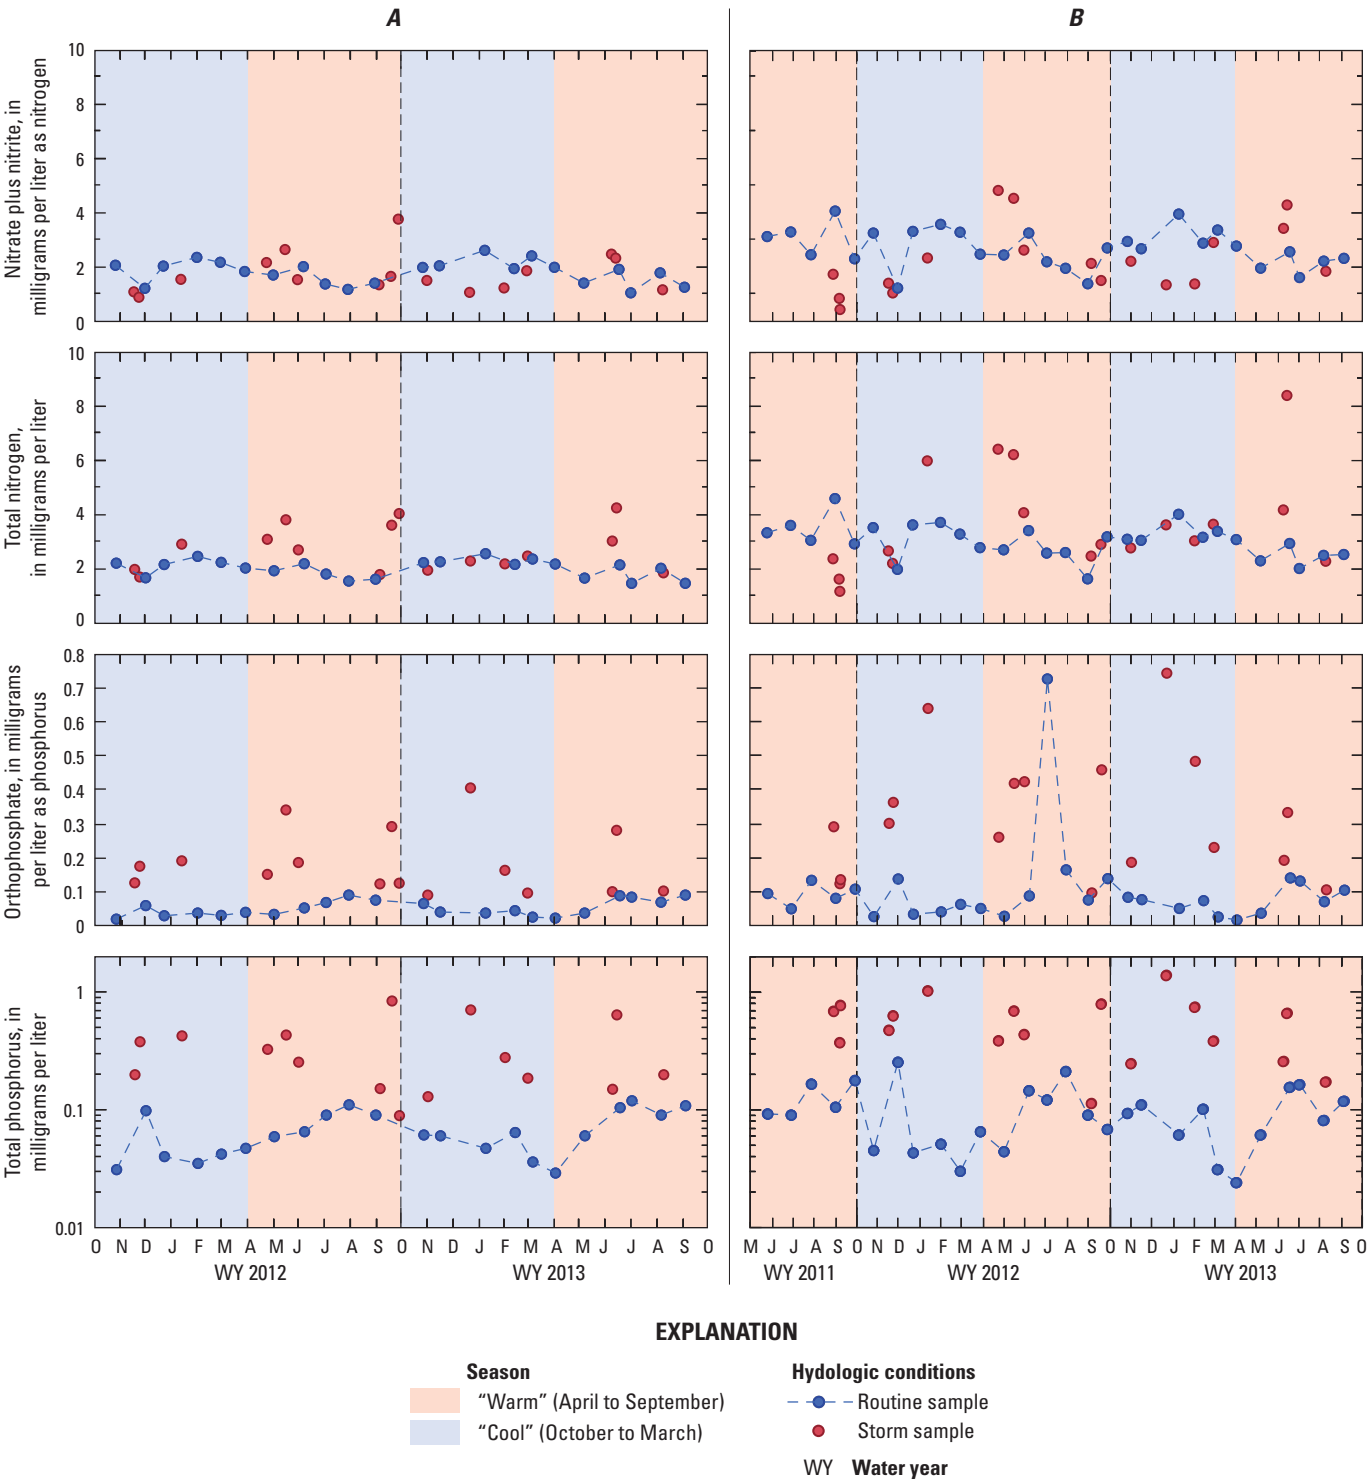 A
B
Nitrate plus nitrite, in
milligrams per liter as nitrogen
10
8
6
4
2
0
Total nitrogen,
in milligrams per liter
10
8
6
4
2
0
Orthophosphate, in milligrams
per liter as phosphorus
0.8
0.7
0.6
0.5
0.4
0.3
0.2
0.1
0
Total phosphorus, in
milligrams per liter
1
0.1
0.01
O N D J F M A M J J A S O N D J F M A M J J A S O
M J J A S O N D J F M A M J J A S O N D J F M A M J J A S O
WY 2012
WY 2013
WY 2011
WY 2012
WY 2013
EXPLANATION
Season
"Warm" (April to September)
"Cool" (October to March)
Hydologic conditions
Routine sample
Storm sample
WY Water year